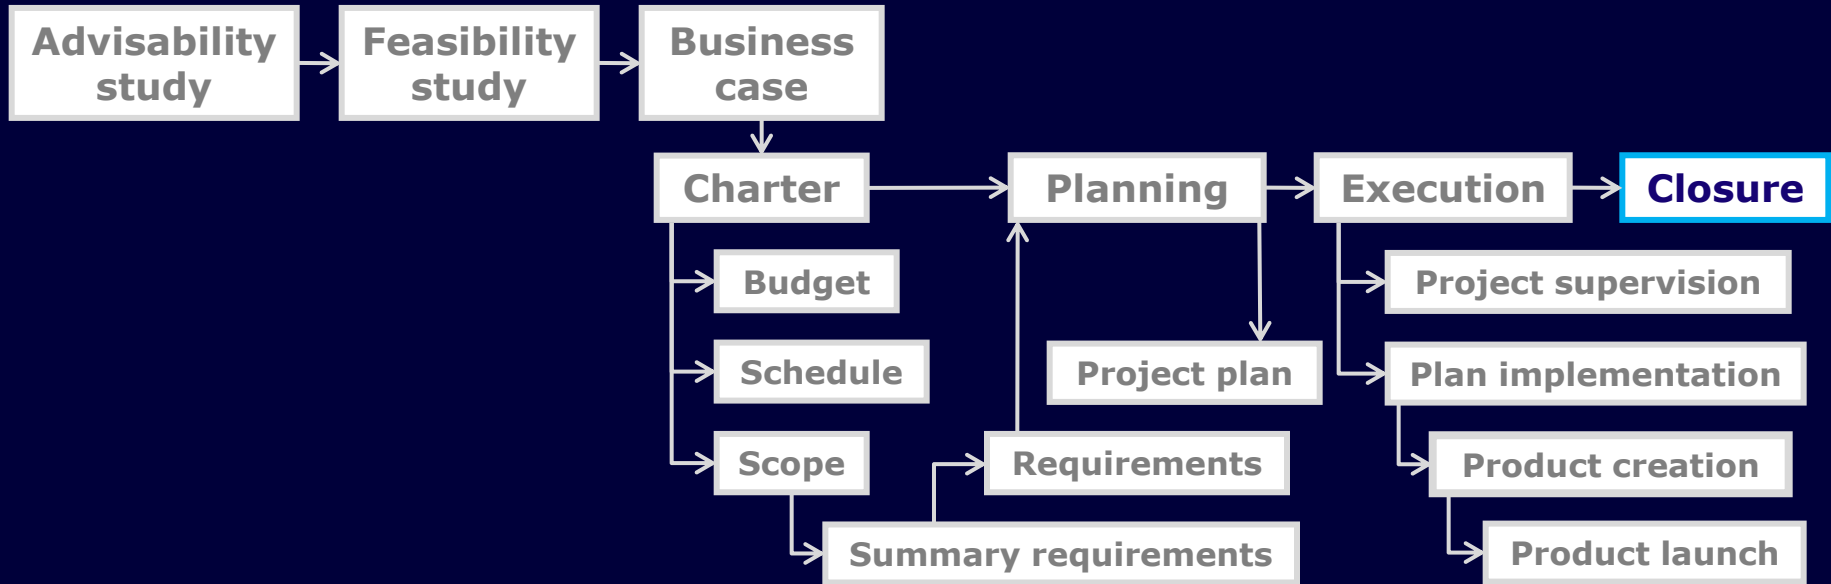 Advisability
study
Feasibility
study
Business
case
Charter
Planning
Execution
Closure
Budget
Project supervision
Schedule
Project plan
Plan implementation
Scope
Requirements
Product creation
Summary requirements
Product launch